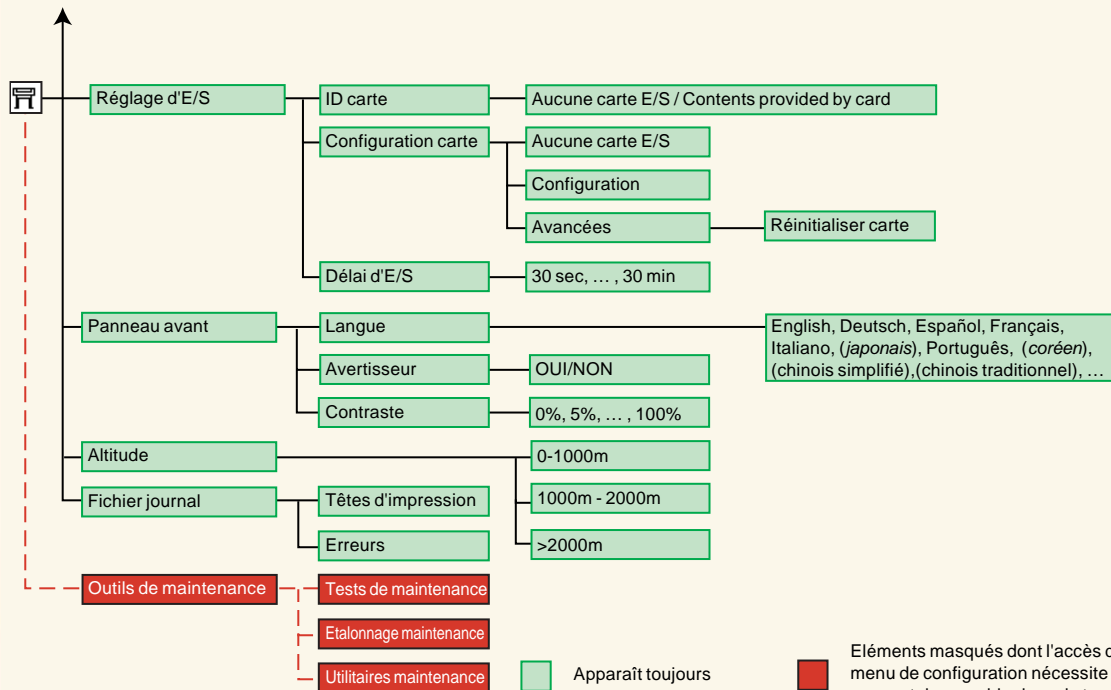 Réglage d'E/S
ID carte
Aucune carte E/S / Contents provided by card
Configuration carte
Aucune carte E/S
Configuration
Avancées
Réinitialiser carte
Délai d'E/S
30 sec, ... , 30 min
Panneau avant
Langue
English, Deutsch, Español, Français,
Italiano, (japonais), Português, (coréen),
(chinois simplifié),(chinois traditionnel), ...
Avertisseur
OUI/NON
Contraste
0%, 5%, ... , 100%
Altitude
0-1000m
Fichier journal
Têtes d'impression
1000m - 2000m
Erreurs
>2000m
Outils de maintenance
Tests de maintenance
Etalonnage maintenance
Utilitaires maintenance
Apparaît toujours
Eléments masqués dont l'accès
menu de configuration nécessite